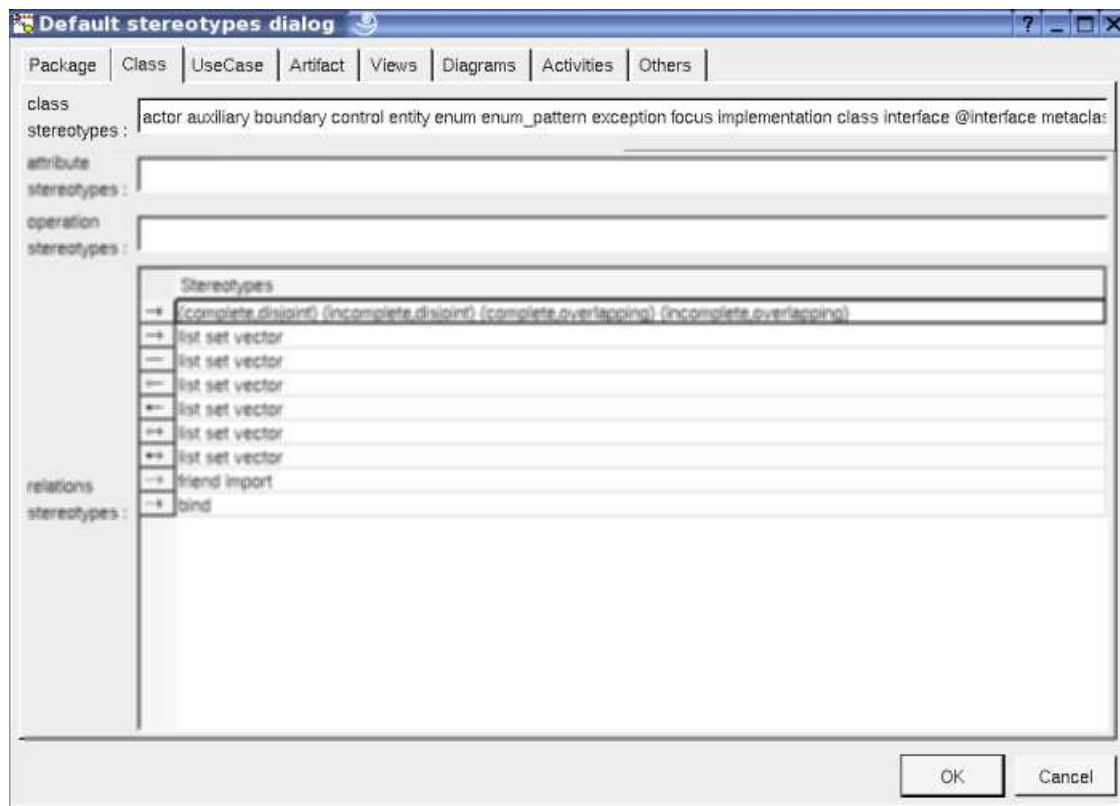 Default stereotypes dialog
Package Class UseCase Artifact Views Diagrams Activities Others
class
stereotypes :
actor auxiliary boundary control entity enum enum_pattern exception focus implementation class interface @interface metaclas
attribute
stereotypes :
operation
stereotypes :
Stereotypes
(complete,disjoint) (incomplete,disjoint) (complete,overlapping) (incomplete,overlapping)
list set vector
list set vector
list set vector
list set vector
list set vector
list set vector
friend import
bind
relations
stereotypes :
OK Cancel